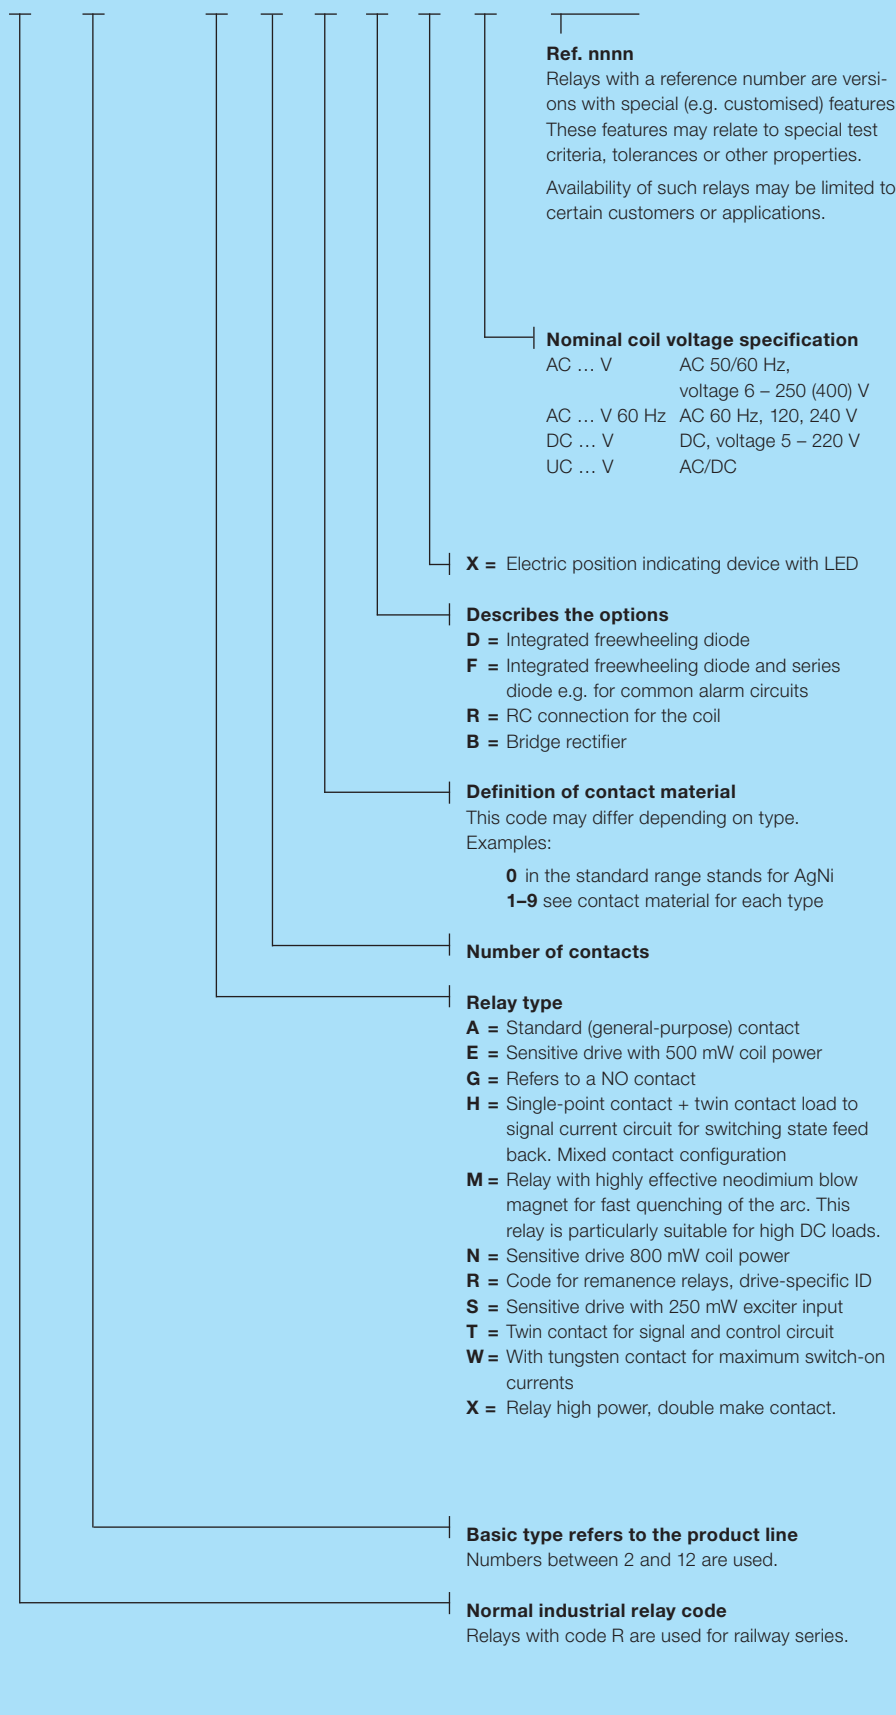 Ref. nnnn
Relays with a reference number are versi-
ons with special (e.g. customised) features
These features may relate to special test
criteria, tolerances or other properties.
Availability of such relays may be limited to
certain customers or applications.
Nominal coil voltage specification
AC … V AC 50/60 Hz,
voltage 6 – 250 (400) V
AC … V 60 Hz AC 60 Hz, 120, 240 V
DC … V DC, voltage 5 – 220 V
UC … V AC/DC
X = Electric position indicating device with LED
Describes the options
D = Integrated freewheeling diode
F = Integrated freewheeling diode and series
diode e.g. for common alarm circuits
R = RC connection for the coil
B = Bridge rectifier
Definition of contact material
This code may differ depending on type.
Examples:
0 in the standard range stands for AgNi
1–9 see contact material for each type
Number of contacts
Relay type
A = Standard (general-purpose) contact
E = Sensitive drive with 500 mW coil power
G = Refers to a NO contact
H = Single-point contact + twin contact load to
signal current circuit for switching state feed
back. Mixed contact configuration
M = Relay with highly effective neodimium blow
magnet for fast quenching of the arc. This
relay is particularly suitable for high DC loads.
N = Sensitive drive 800 mW coil power
R = Code for remanence relays, drive-specific ID
S = Sensitive drive with 250 mW exciter input
T = Twin contact for signal and control circuit
W = With tungsten contact for maximum switch-on
currents
X = Relay high power, double make contact.
Basic type refers to the product line
Numbers between 2 and 12 are used.
Normal industrial relay code
Relays with code R are used for railway series.